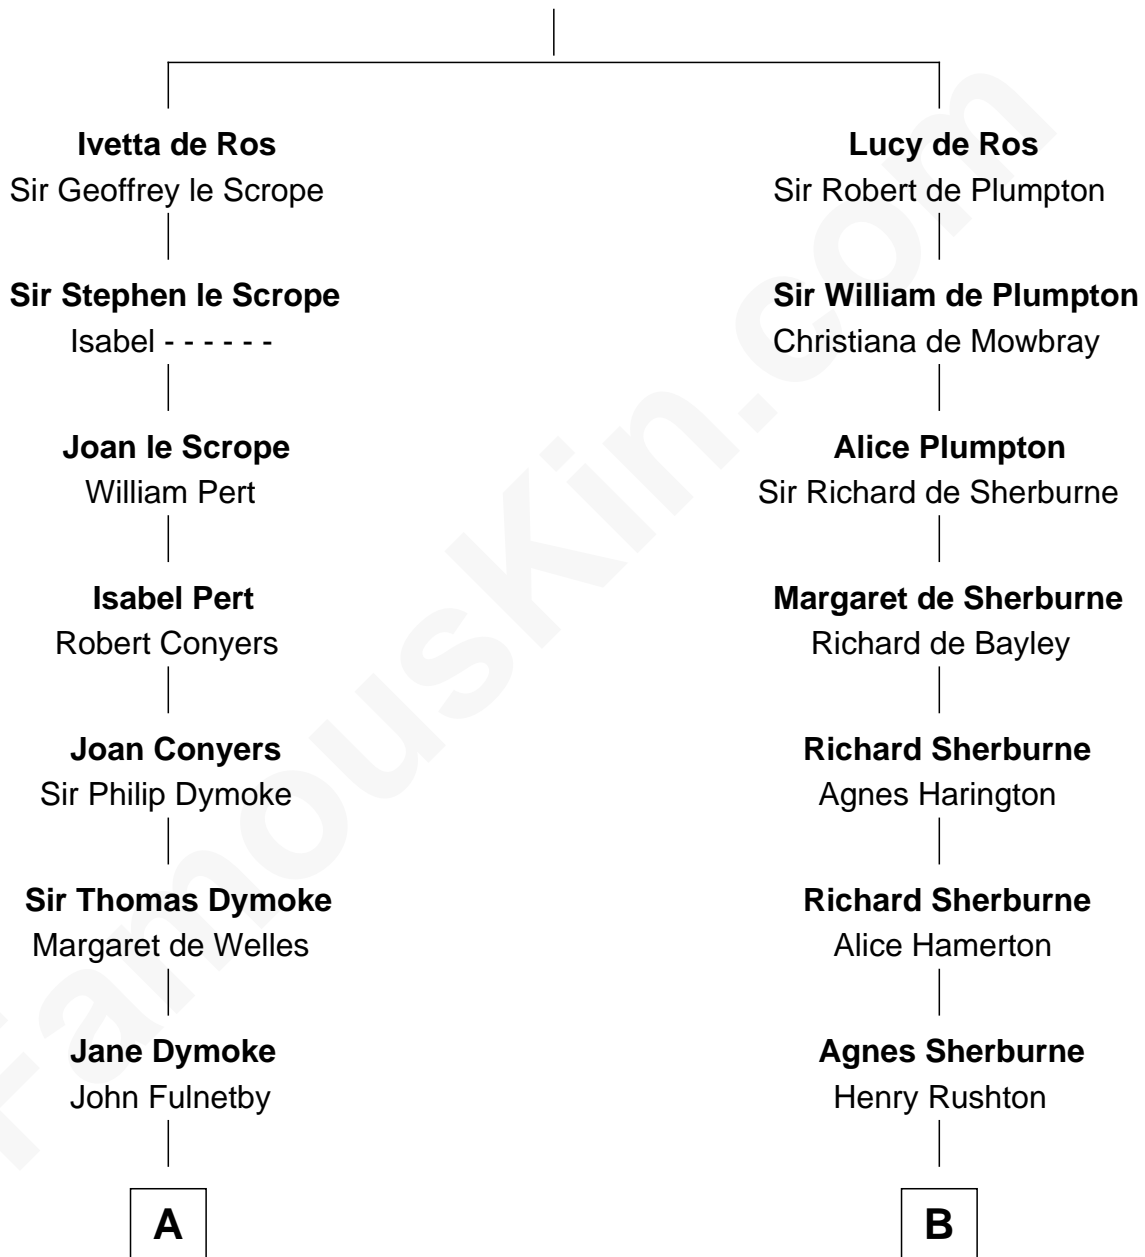 Ivetta de Ros
Sir Geoffrey le Scrope
Sir Stephen le Scrope
Isabel - - - - - -
Joan le Scrope
William Pert
Isabel Pert
Robert Conyers
Joan Conyers
Sir Philip Dymoke
Sir Thomas Dymoke
Margaret de Welles
Jane Dymoke
John Fulnetby
A
Lucy de Ros
Sir Robert de Plumpton
Sir William de Plumpton
Christiana de Mowbray
Alice Plumpton
Sir Richard de Sherburne
Margaret de Sherburne
Richard de Bayley
Richard Sherburne
Agnes Harington
Richard Sherburne
Alice Hamerton
Agnes Sherburne
Henry Rushton
B
FamousKin.com